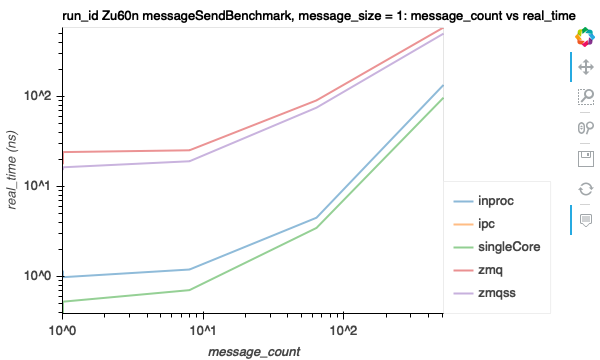 run_id Zu60n messageSendBenchmark, message_size = 1: message_count vs real_time
10^2
10^1
10^0
real_time (ns)
10^0 10^1 10^2
message_count
inproc
ipc
singleCore
zmq
zmqss